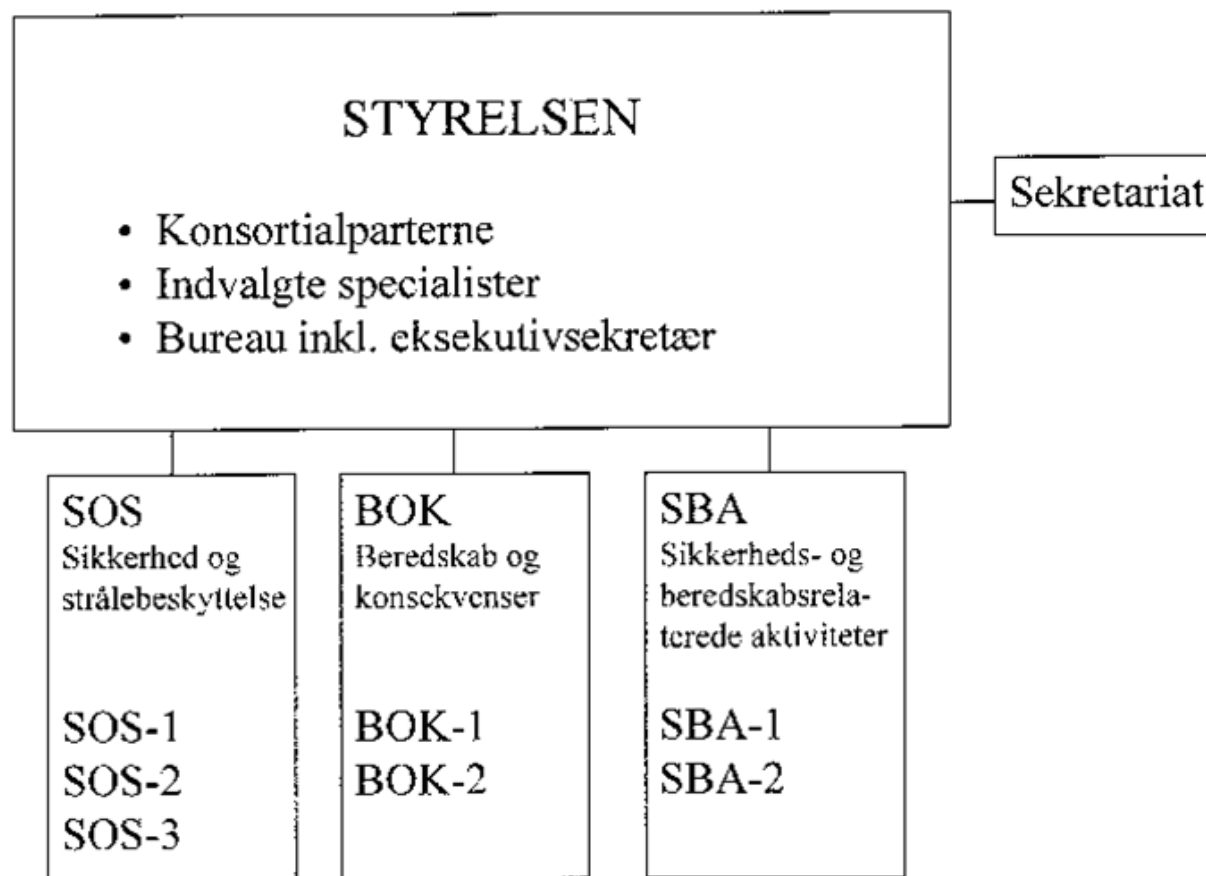 STYRELSEN
• Konsortialparterne
• Indvalgte specialister
• Bureau inkl. eksekutivsekretær
Sekretariat
SOS
Sikkerhed og
strålebeskyttelse
SOS-1
SOS-2
SOS-3
BOK
Beredskab og
konsekvenser
BOK-1
BOK-2
SBA
Sikkerheds- og
beredskabsrela-
terede aktiviteter
SBA-1
SBA-2